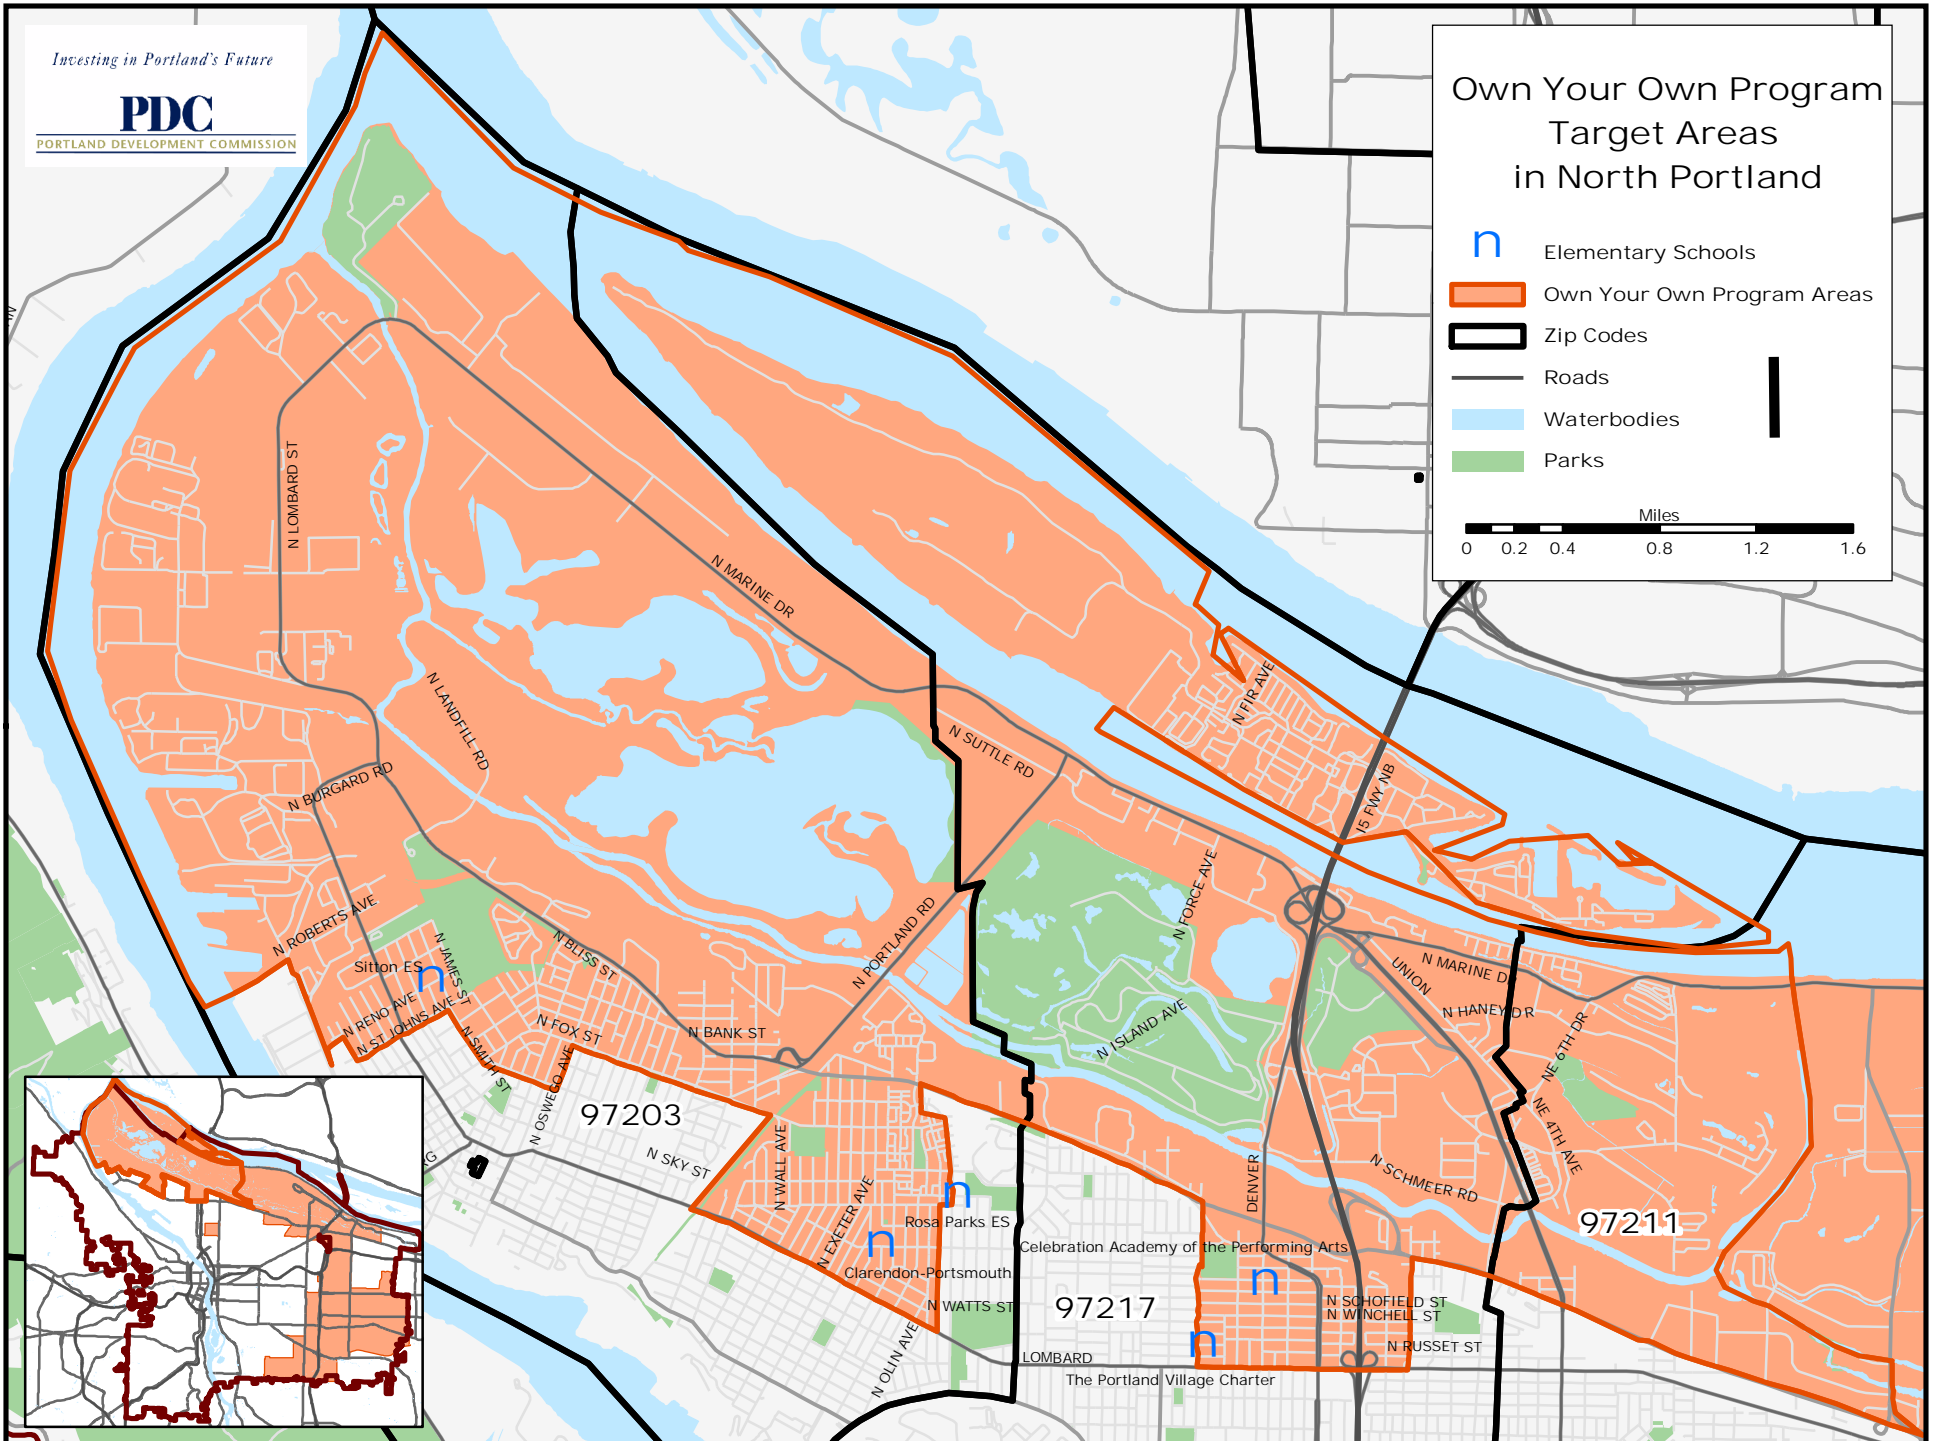 Investing in Portland's Future
PDC
PORTLAND DEVELOPMENT COMMISSION
Own Your Own Program
Target Areas
in North Portland
n
Elementary Schools
Own Your Own Program Areas
Zip Codes
Roads
Waterbodies
Parks
Miles
0 0.2 0.4 0.8 1.2 1.6
N LOMBARD ST
N MARINE DR
N LANDFILL RD
N BURGARD RD
N SUTTLE RD
N FIR AVE
I5 FWY NB
N FORCE AVE
N PORTLAND RD
N ROBERTS AVE
N JAMES ST
Sitton ES
n
N BLISS ST
N RENO AVE
N ST JOHNS AVE
N SMITH ST
N FOX ST
N OSWEGO AVE
N BANK ST
N ISLAND AVE
UNION
N MARINE D
N HANEY DR
NE 6TH DR
NE 4TH AVE
97203
N SKY ST
N WALL AVE
N EXETER AVE
n
Rosa Parks ES
n
Clarendon-Portsmouth
N WATTS ST
N OLIN AVE
DENVER
N SCHMEER RD
97211
Celebration Academy of the Performing Arts
n
97217
N SCHOFIELD ST
N WINCHELL ST
n
N RUSSET ST
LOMBARD
The Portland Village Charter
RG